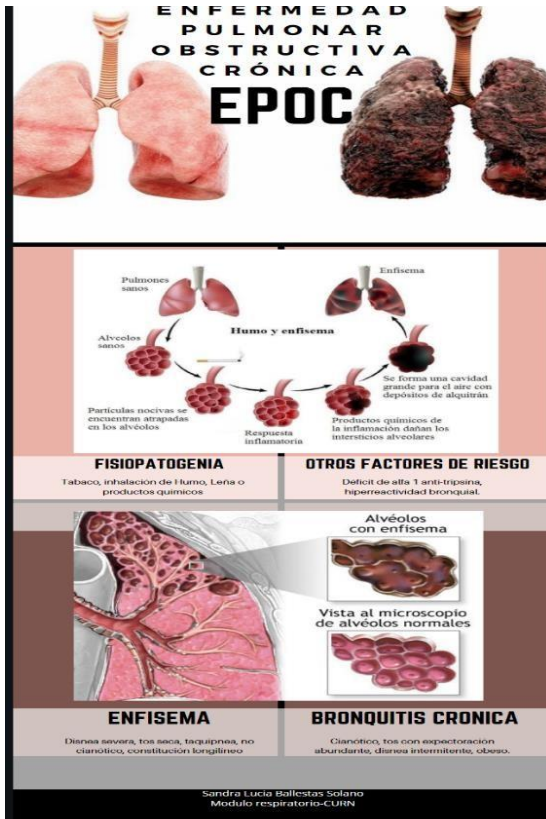 ENFERMEDAD
PULMONAR
OBSTRUCTIVA
CRÓNICA
EPOC
Pulmones
sanos
Enfisema
Humo y enfisema
Alveolos
sanos
Partículas nocivas se
encuentran atrapadas
en los alvéolos
Respuesta
inflamatoria
Se forma una cavidad
grande para el aire con
depósitos de alquitrán
Productos químicos de
la inflamación dañan los
intersticios alveolares
FISIOPATOGENIA
Tabaco, inhalación de Humo, Leña o
productos quimicos
OTROS FACTORES DE RIESGO
Déficit de alfa 1 anti-tripsina,
hiperreactividad bronquial.
Alvéolos
con enfisema
Vista al microscopio
de alvéolos normales
ENFISEMA
Disnea severa, tos seca, taquipnea, no
cianótico, constitución longilíneo
BRONQUITIS CRONICA
Cianótico, tos con expectoración
abundante, disnea intermitente, obeso.
Sandra Lucia Ballestas Solano
Modulo respiratorio-CURN